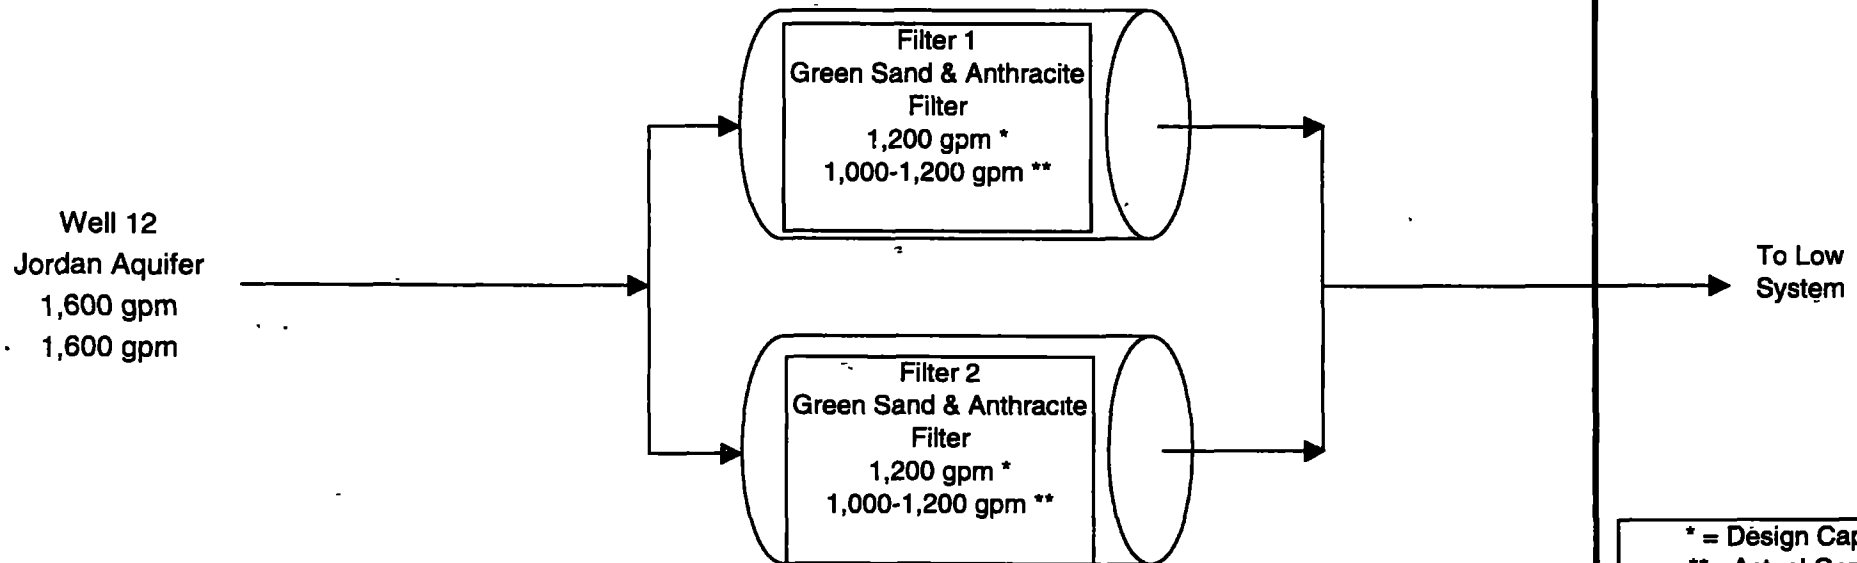 Filter 1
Green Sand & Anthracite
Filter
1,200 gpm *
1,000-1,200 gpm **
Well 12
Jordan Aquifer
1,600 gpm
1,600 gpm
To Low
System
Filter 2
Green Sand & Anthracite
Filter
1,200 gpm *
1,000-1,200 gpm **
* = Design Cap